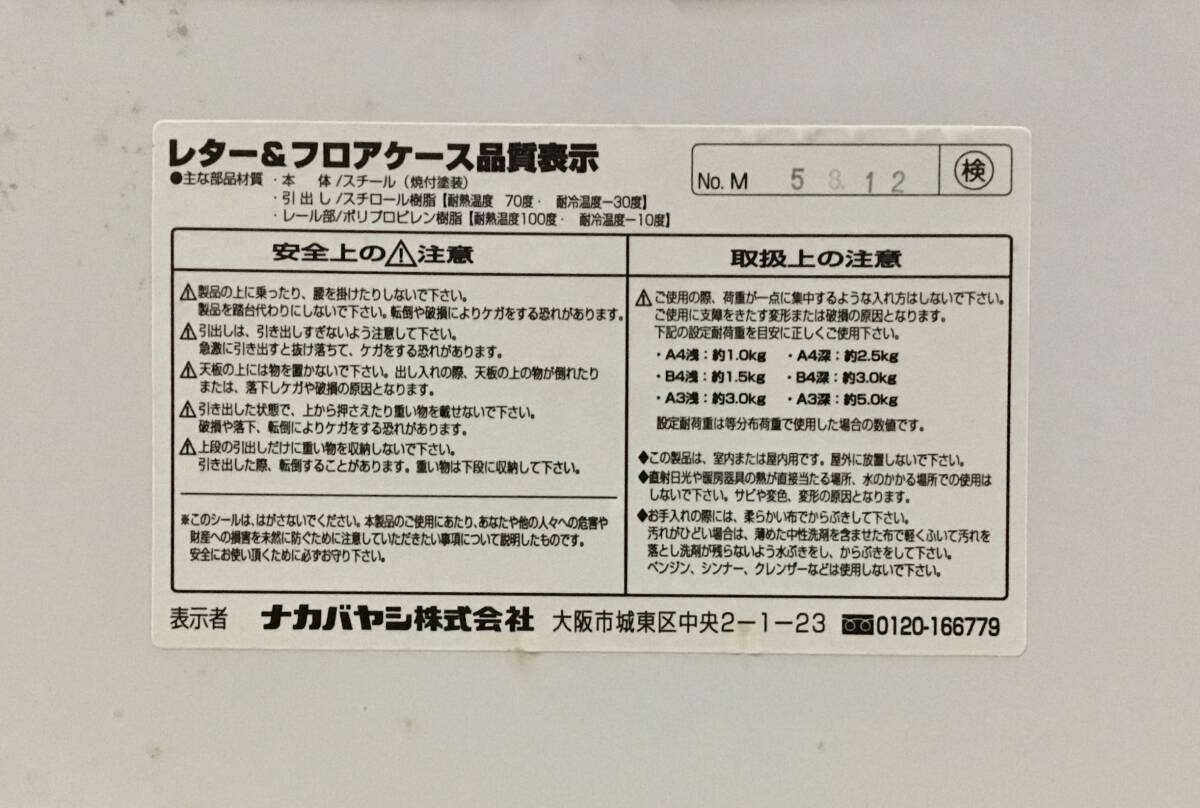 レター&フロアケース品質表示
●主な部品材質 ・本 体/スチール(焼付塗装)
・引出し/スチロール樹脂【耐熱温度 70度・ 耐冷温度−30度】
・レール部/ポリプロピレン樹脂【耐熱温度100度・ 耐冷温度−10度】
No. M 5 8. 1 2 検
安全上の⚠注意
⚠製品の上に乗ったり、腰を掛けたりしないで下さい。
製品を踏台代わりにしないで下さい。転倒や破損によりケガをする恐れがあります。
⚠引出しは、引き出しすぎないよう注意して下さい。
急激に引き出すと抜け落ちて、ケガをする恐れがあります。
⚠天板の上には物を置かないで下さい。出し入れの際、天板の上の物が倒れたり
または、落下しケガや破損の原因となります。
⚠引き出した状態で、上から押さえたり重い物を載せないで下さい。
破損や落下、転倒によりケガをする恐れがあります。
⚠上段の引出しだけに重い物を収納しないで下さい。
引き出した際、転倒することがあります。重い物は下段に収納して下さい。
※このシールは、はがさないでください。本製品のご使用にあたり、あなたや他の人々への危害や
財産への損害を未然に防ぐために注意していただきたい事項について説明したものです。
安全にお使い頂くために必ずお守り下さい。
取扱上の注意
⚠ご使用の際、荷重が一点に集中するような入れ方はしないで下さい。
ご使用に支障をきたす変形または破損の原因となります。
下記の設定耐荷重を目安に正しくご使用下さい。
・A4浅:約1.0kg ・A4深:約2.5kg
・B4浅:約1.5kg ・B4深:約3.0kg
・A3浅:約3.0kg ・A3深:約5.0kg
設定耐荷重は等分布荷重で使用した場合の数値です。
◆この製品は、室内または屋内用です。屋外に放置しないで下さい。
◆直射日光や暖房器具の熱が直接当たる場所、水のかかる場所での使用は
しないで下さい。サビや変色、変形の原因となります。
◆お手入れの際には、柔らかい布でからぶきして下さい。
汚れがひどい場合は、薄めた中性洗剤を含ませた布で軽くふいて汚れを
落とし洗剤が残らないよう水ぶきをし、からぶきをして下さい。
ベンジン、シンナー、クレンザーなどは使用しないで下さい。
表示者 ナカバヤシ株式会社 大阪市城東区中央2−1−23 0120-166779